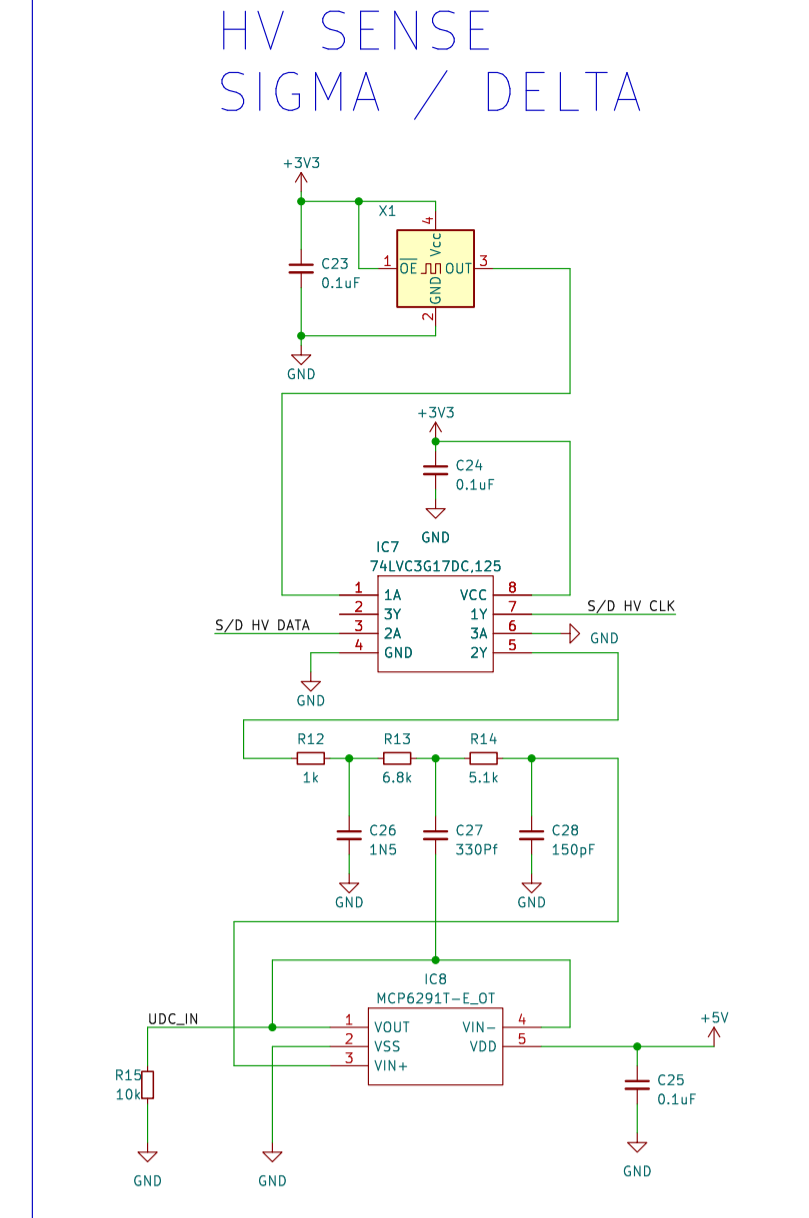 HV SENSE
SIGMA / DELTA
+3V3
X1
4
Vcc
1
OE
OUT
3
GND
2
C23
0.1uF
GND
+3V3
C24
0.1uF
GND
IC7
74LVC3G17DC,125
1
1A
VCC
8
2
3Y
1Y
7
S/D HV CLK
S/D HV DATA
3
2A
3A
6
GND
4
GND
2Y
5
GND
R12
R13
R14
1k
6.8k
5.1k
C26
1N5
C27
330Pf
C28
150pF
GND
GND
IC8
MCP6291T-E_OT
UDC_IN
1
VOUT
VIN-
4
+5V
2
VSS
VDD
5
3
VIN+
R15
10k
C25
0.1uF
GND
GND
GND